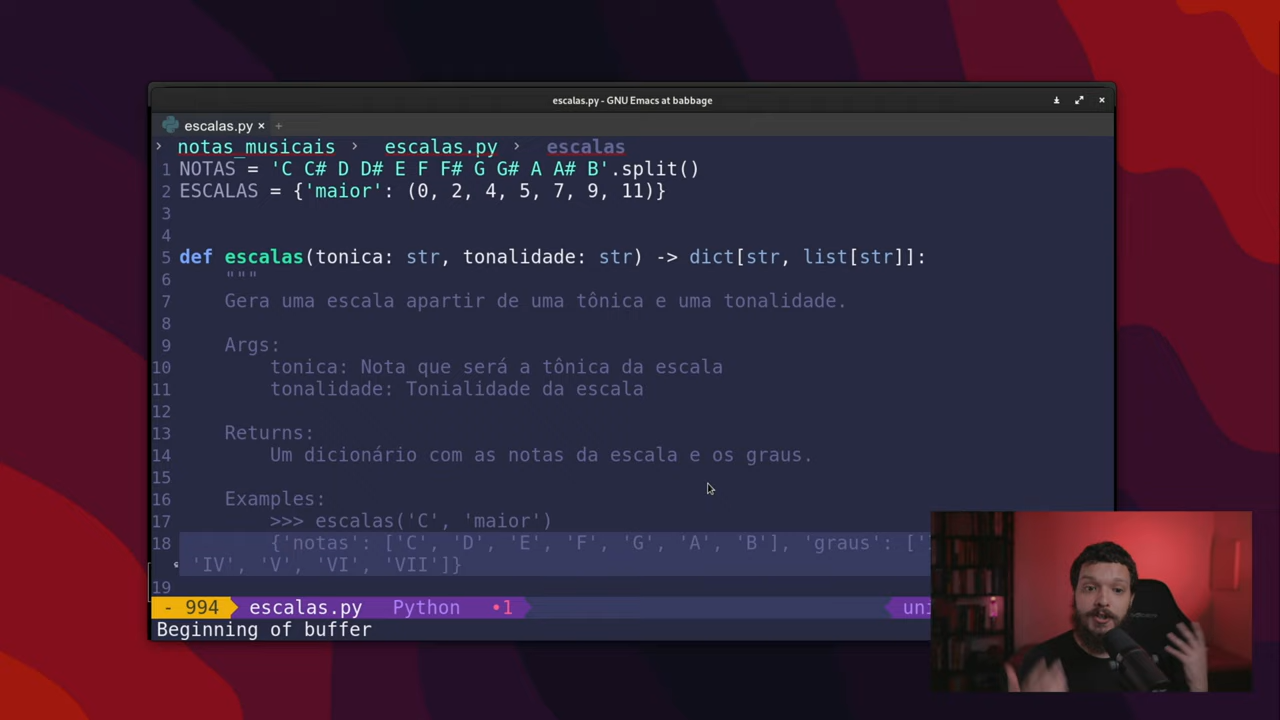 escalas.py - GNU Emacs at babbage
escalas.py × +
› notas_musicais › escalas.py › escalas
1 NOTAS = 'C C# D D# E F F# G G# A A# B'.split()
2 ESCALAS = {'maior': (0, 2, 4, 5, 7, 9, 11)}
3
4
5 def escalas(tonica: str, tonalidade: str) -> dict[str, list[str]]:
6 """
7 Gera uma escala apartir de uma tônica e uma tonalidade.
8
9 Args:
10 tonica: Nota que será a tônica da escala
11 tonalidade: Tonialidade da escala
12
13 Returns:
14 Um dicionário com as notas da escala e os graus.
15
16 Examples:
17 >>> escalas('C', 'maior')
18 {'notas': ['C', 'D', 'E', 'F', 'G', 'A', 'B'], 'graus': [
'IV', 'V', 'VI', 'VII']}
19
- 994 escalas.py Python •1 uni
Beginning of buffer